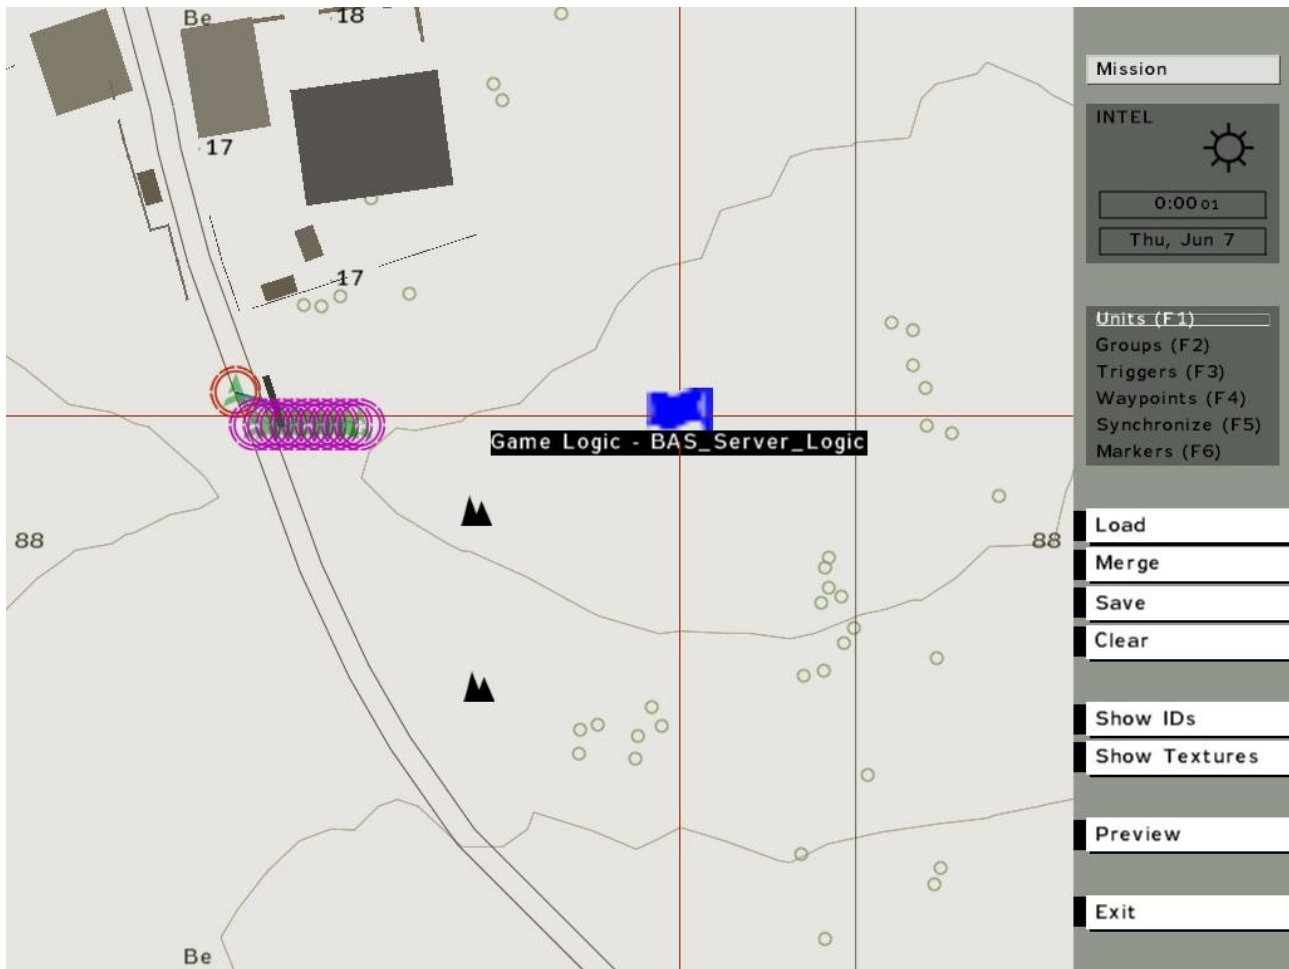 Be
18
17
17
Game Logic - BAS_Server_Logic
88
88
Be
Mission
INTEL
0:00 01
Thu, Jun 7
Units (F1)
Groups (F2)
Triggers (F3)
Waypoints (F4)
Synchronize (F5)
Markers (F6)
Load
Merge
Save
Clear
Show IDs
Show Textures
Preview
Exit